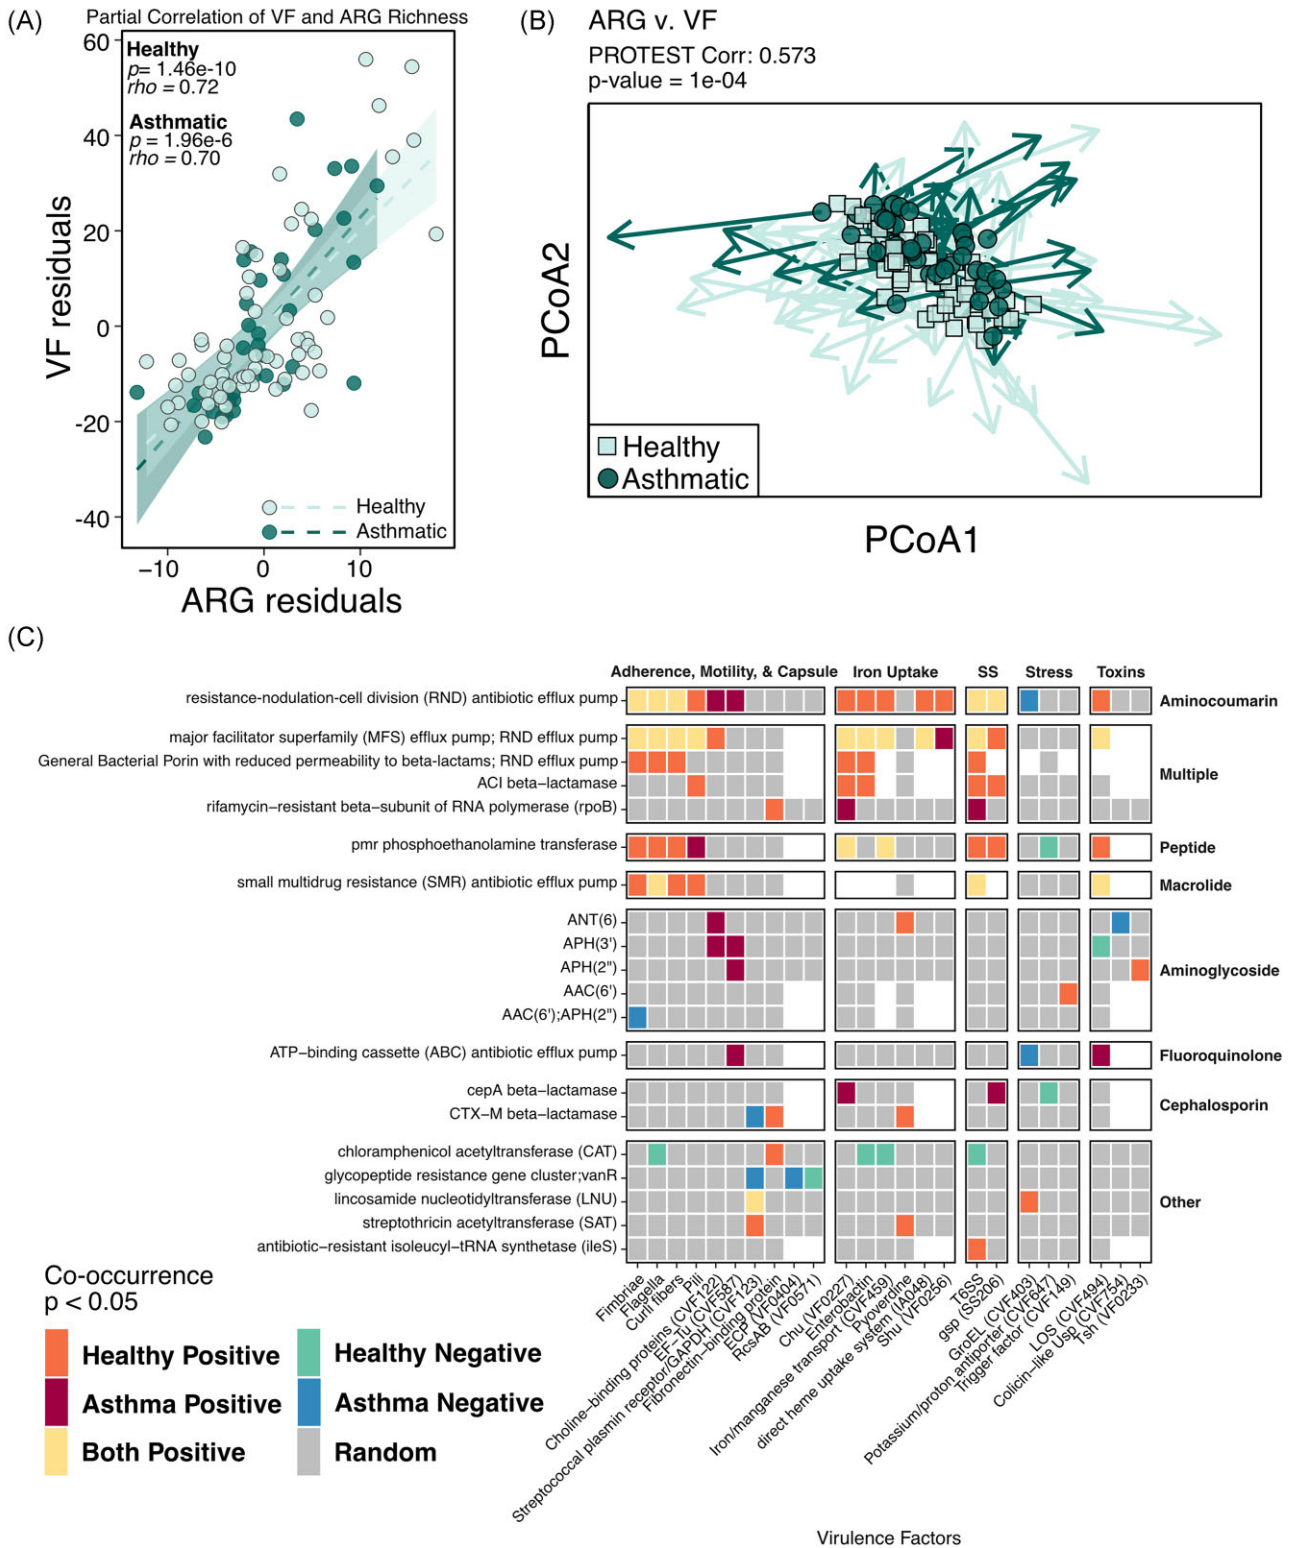 (A)
Partial Correlation of VF and ARG Richness
Healthy
p= 1.46e-10
rho = 0.72
Asthmatic
p = 1.96e-6
rho = 0.70
60
40
20
0
-20
-40
VF residuals
Healthy
Asthmatic
−10
0
10
ARG residuals
(B)
ARG v. VF
PROTEST Corr: 0.573
p-value = 1e-04
PCoA2
Healthy
Asthmatic
PCoA1
(C)
Adherence, Motility, & Capsule
Iron Uptake
SS
Stress
Toxins
resistance-nodulation-cell division (RND) antibiotic efflux pump
Aminocoumarin
major facilitator superfamily (MFS) efflux pump; RND efflux pump
General Bacterial Porin with reduced permeability to beta-lactams; RND efflux pump
ACI beta−lactamase
rifamycin−resistant beta−subunit of RNA polymerase (rpoB)
Multiple
pmr phosphoethanolamine transferase
Peptide
small multidrug resistance (SMR) antibiotic efflux pump
Macrolide
ANT(6)
APH(3')
APH(2")
AAC(6')
AAC(6');APH(2")
Aminoglycoside
ATP−binding cassette (ABC) antibiotic efflux pump
Fluoroquinolone
cepA beta−lactamase
CTX−M beta−lactamase
Cephalosporin
chloramphenicol acetyltransferase (CAT)
glycopeptide resistance gene cluster;vanR
lincosamide nucleotidyltransferase (LNU)
streptothricin acetyltransferase (SAT)
antibiotic−resistant isoleucyl−tRNA synthetase (ileS)
Other
Fimbriae
Flagella
Curli fibers
Pili
Choline−binding proteins (CVF122)
EF−Tu (CVF587)
Streptococcal plasmin receptor/GAPDH (CVF123)
Fibronectin−binding protein
ECP (VF0404)
RcsAB (VF0571)
Chu (VF0227)
Enterobactin
Iron/manganese transport (CVF459)
Pyoverdine
direct heme uptake system (IA048)
Shu (VF0256)
T6SS
gsp (SS206)
GroEL (CVF403)
Potassium/proton antiporter (CVF647)
Trigger factor (CVF149)
LOS (CVF494)
Colicin−like Usp (CVF754)
Tsh (VF0233)
Co-occurrence
p < 0.05
Healthy Positive
Asthma Positive
Both Positive
Healthy Negative
Asthma Negative
Random
Virulence Factors